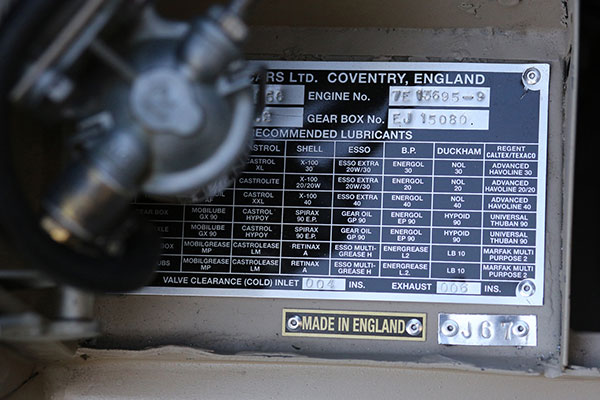 RS LTD. COVENTRY, ENGLAND
ENGINE No. 7E 13695-9
GEAR BOX No. EJ 15080.
RECOMMENDED LUBRICANTS
SHELL ESSO B.P. DUCKHAM REGENT CALTEX/TEXACO
CASTROL XL X-100 30 ESSO EXTRA 20W/30 ENERGOL 30 NOL 30 ADVANCED HAVOLINE 30
CASTROLITE X-100 20/20W ESSO EXTRA 20W/30 ENERGOL 20 NOL 20 ADVANCED HAVOLINE 20/20
CASTROL XXL X-100 40 ESSO EXTRA 40 ENERGOL 40 NOL 40 ADVANCED HAVOLINE 40
BOX MOBILUBE GX 90 CASTROL HYPOY SPIRAX 90 E.P. GEAR OIL GP 90 ENERGOL EP 90 HYPOID 90 UNIVERSAL THUBAN 90
MOBILUBE GX 90 CASTROL HYPOY SPIRAX 90 E.P. GEAR OIL GP 90 ENERGOL EP 90 HYPOID 90 UNIVERSAL THUBAN 90
BOX MOBILGREASE MP CASTROLEASE LM RETINAX A ESSO MULTI-GREASE H ENERGREASE L2. LB 10 MARFAK MULTI PURPOSE 2
MOBILGREASE MP CASTROLEASE LM RETINAX A ESSO MULTI-GREASE H ENERGREASE L2 LB 10 MARFAK MULTI PURPOSE 2
VALVE CLEARANCE (COLD) INLET 004 INS. EXHAUST 006 INS.
MADE IN ENGLAND
J67